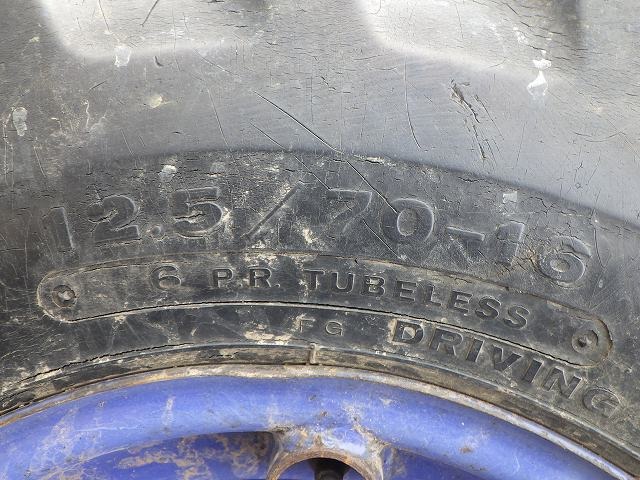 12.5/70-16
6 P.R. TUBELESS
FG DRIVING